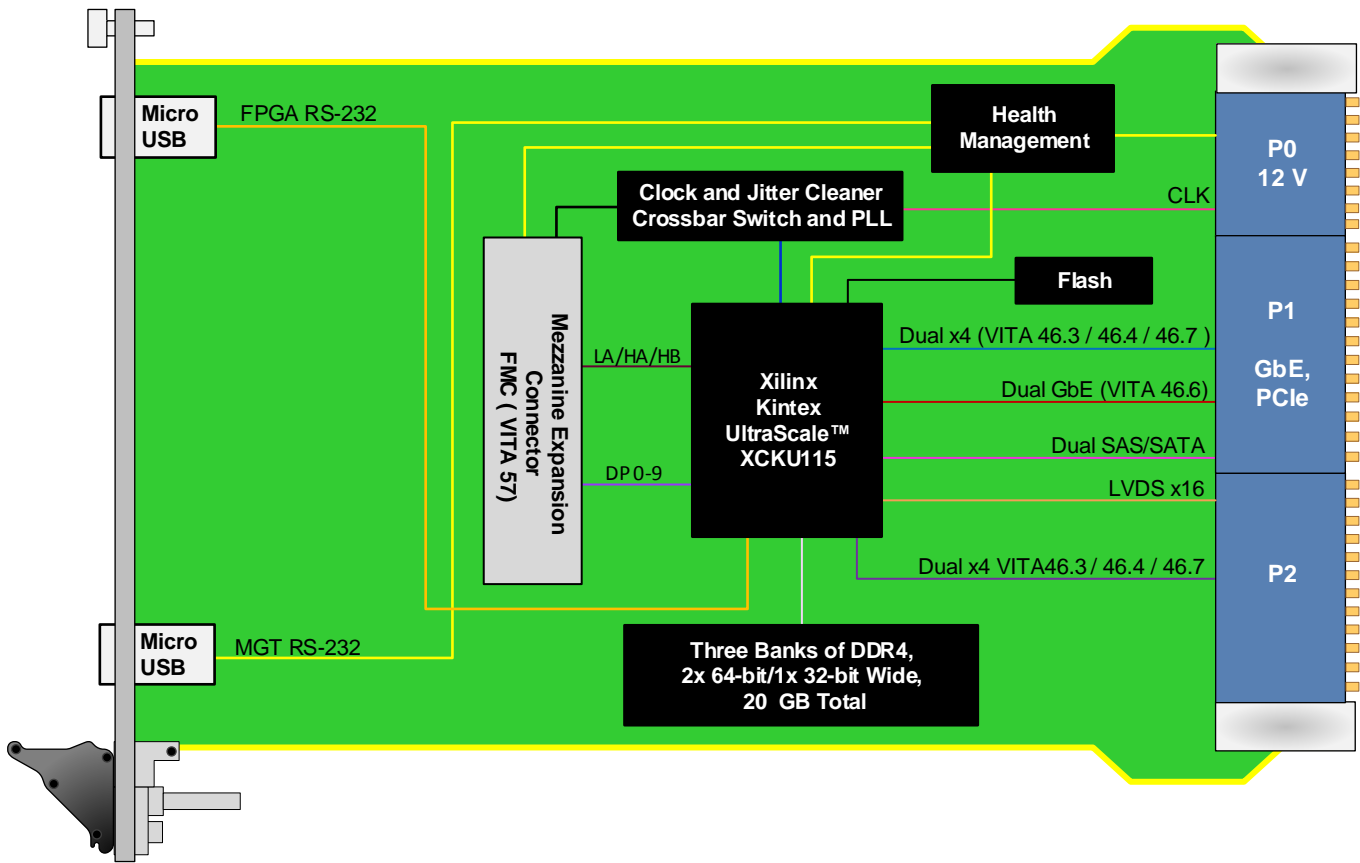 Micro
USB
FPGA RS-232
Health
Management
P0
12 V
Clock and Jitter Cleaner
Crossbar Switch and PLL
CLK
Flash
Mezzanine Expansion
Connector
FMC ( VITA 57)
LA/HA/HB
DP 0-9
Xilinx
Kintex
UltraScale™
XCKU115
Dual x4 (VITA 46.3 / 46.4 / 46.7 )
Dual GbE (VITA 46.6)
Dual SAS/SATA
LVDS x16
Dual x4 VITA46.3 / 46.4 / 46.7
P1
GbE,
PCIe
P2
Micro
USB
MGT RS-232
Three Banks of DDR4,
2x 64-bit/1x 32-bit Wide,
20 GB Total